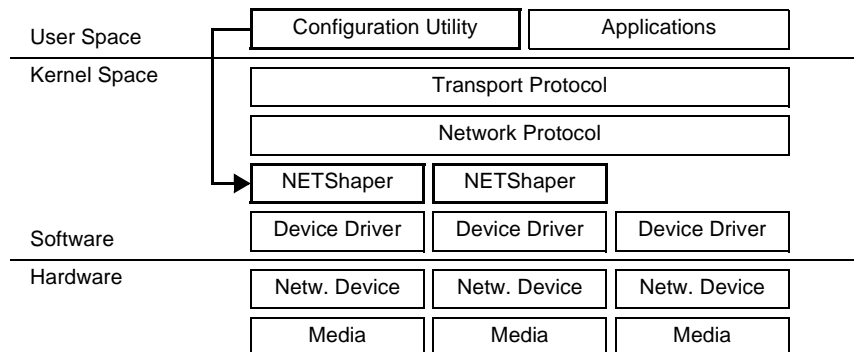 User Space
Configuration Utility
Applications
Kernel Space
Transport Protocol
Network Protocol
NETShaper
NETShaper
Software
Device Driver
Device Driver
Device Driver
Hardware
Netw. Device
Netw. Device
Netw. Device
Media
Media
Media